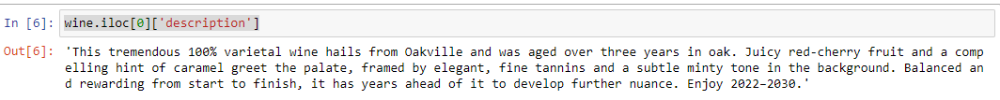 In [6]: wine.iloc[0]['description']
Out[6]: 'This tremendous 100% varietal wine hails from Oakville and was aged over three years in oak. Juicy red-cherry fruit and a comp
elling hint of caramel greet the palate, framed by elegant, fine tannins and a subtle minty tone in the background. Balanced an
d rewarding from start to finish, it has years ahead of it to develop further nuance. Enjoy 2022–2030.'